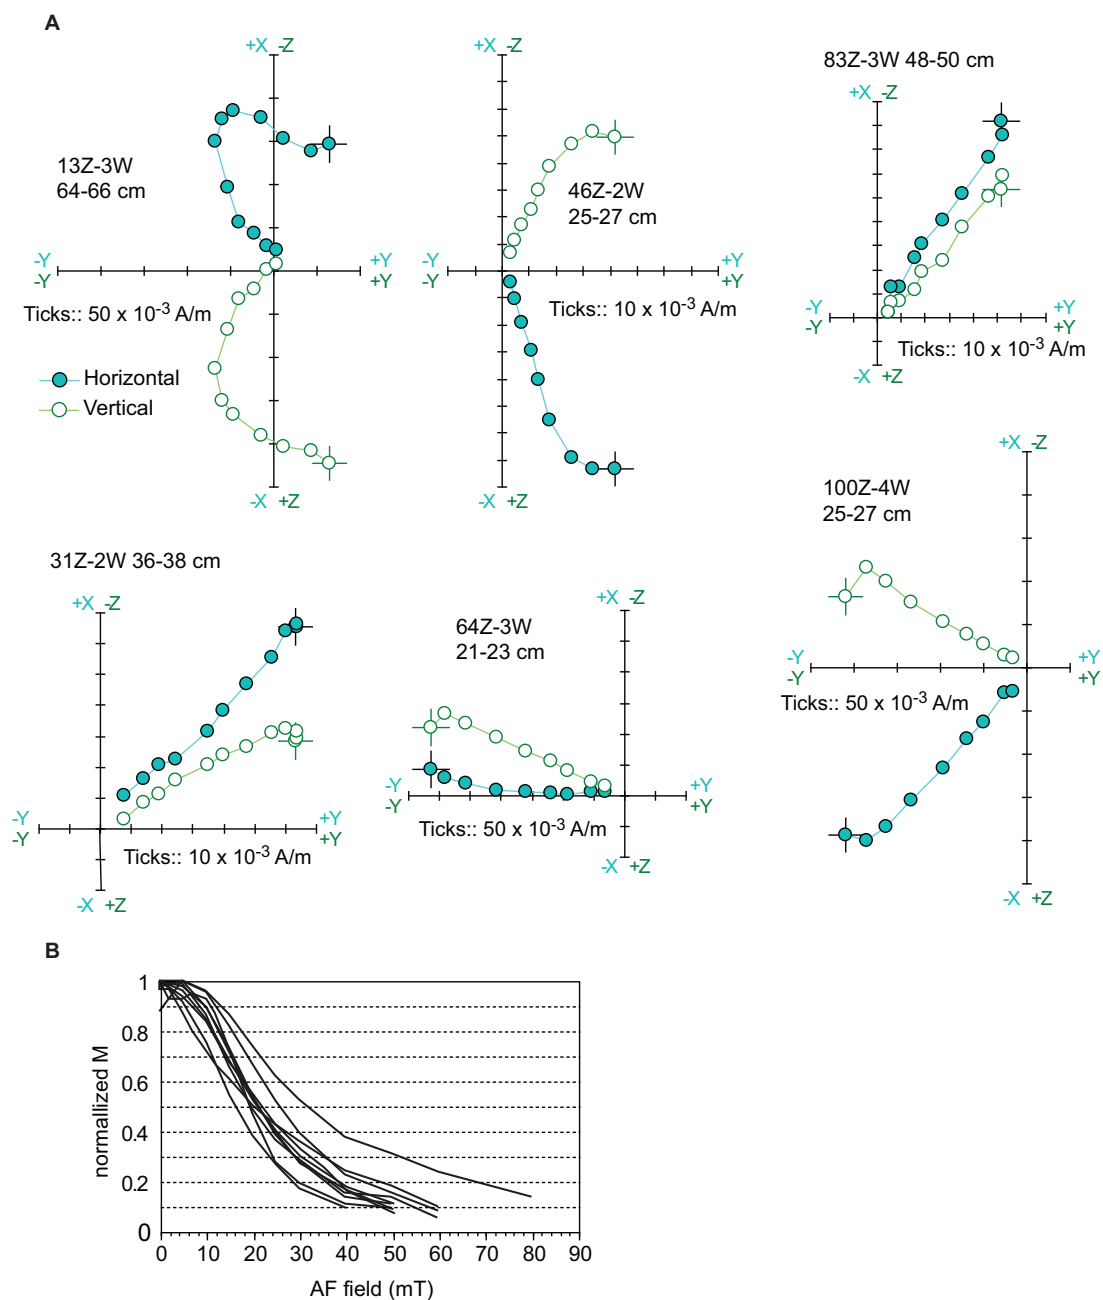 A
+X -Z
+X -Z
83Z-3W 48-50 cm
+X -Z
13Z-3W
64-66 cm
46Z-2W
25-27 cm
-Y +Y
-Y +Y
-Y +Y
-Y +Y
Ticks:: 50 x 10-3 A/m
Ticks:: 10 x 10-3 A/m
-Y +Y
-Y +Y
Ticks:: 10 x 10-3 A/m
-X +Z
Horizontal
Vertical
-X +Z
-X +Z
+X -Z
100Z-4W
25-27 cm
31Z-2W 36-38 cm
+X -Z
+X -Z
64Z-3W
21-23 cm
-Y +Y
-Y +Y
Ticks:: 50 x 10-3 A/m
-Y +Y
-Y +Y
Ticks:: 50 x 10-3 A/m
-Y +Y
-Y +Y
Ticks:: 10 x 10-3 A/m
-X +Z
-X +Z
-X +Z
B
1
0.8
0.6
0.4
0.2
0
normallized M
0 10 20 30 40 50 60 70 80 90
AF field (mT)